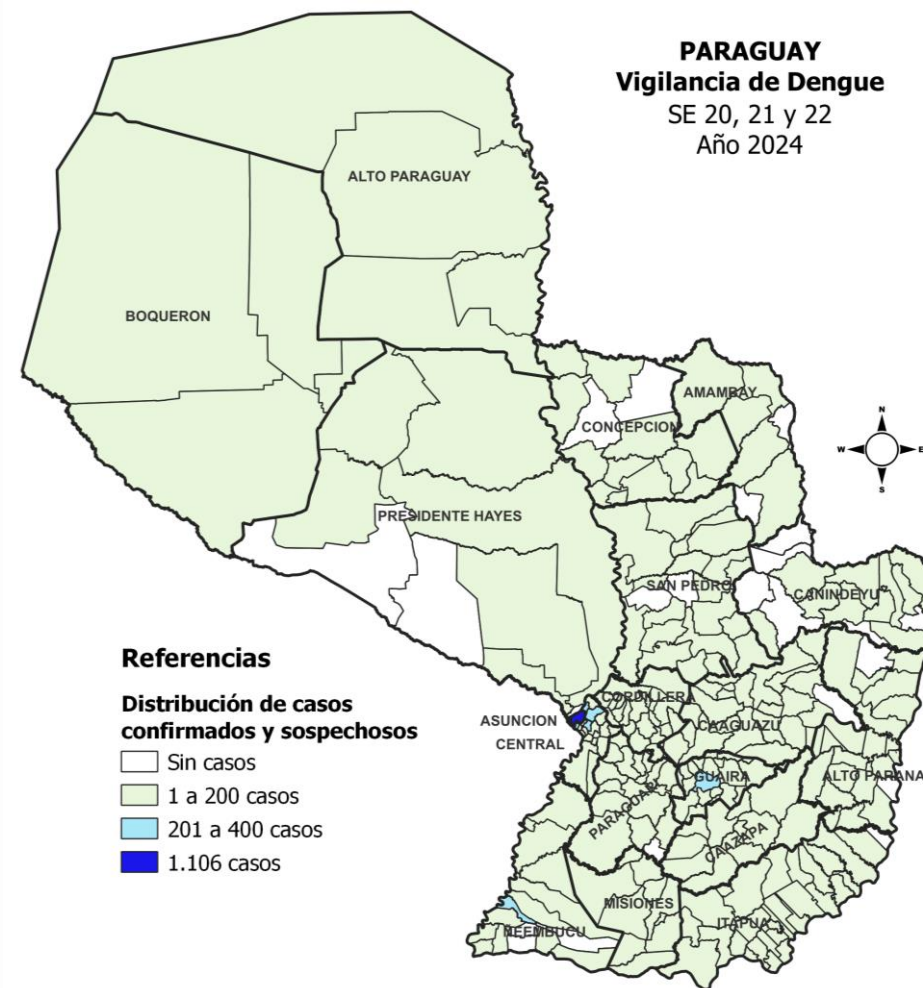 PARAGUAY
Vigilancia de Dengue
SE 20, 21 y 22
Año 2024
ALTO PARAGUAY
BOQUERON
AMAMBAY
CONCEPCION
N
W
E
S
PRESIDENTE HAYES
SAN PEDRO
CANINDEYU
Referencias
Distribución de casos
confirmados y sospechosos
Sin casos
1 a 200 casos
201 a 400 casos
1.106 casos
CORDILLERA
ASUNCION
CAAGUAZU
CENTRAL
GUAIRA
ALTO PARANA
PARAGUARI
CAAZAPA
MISIONES
ITAPUA
ÑEEMBUCU